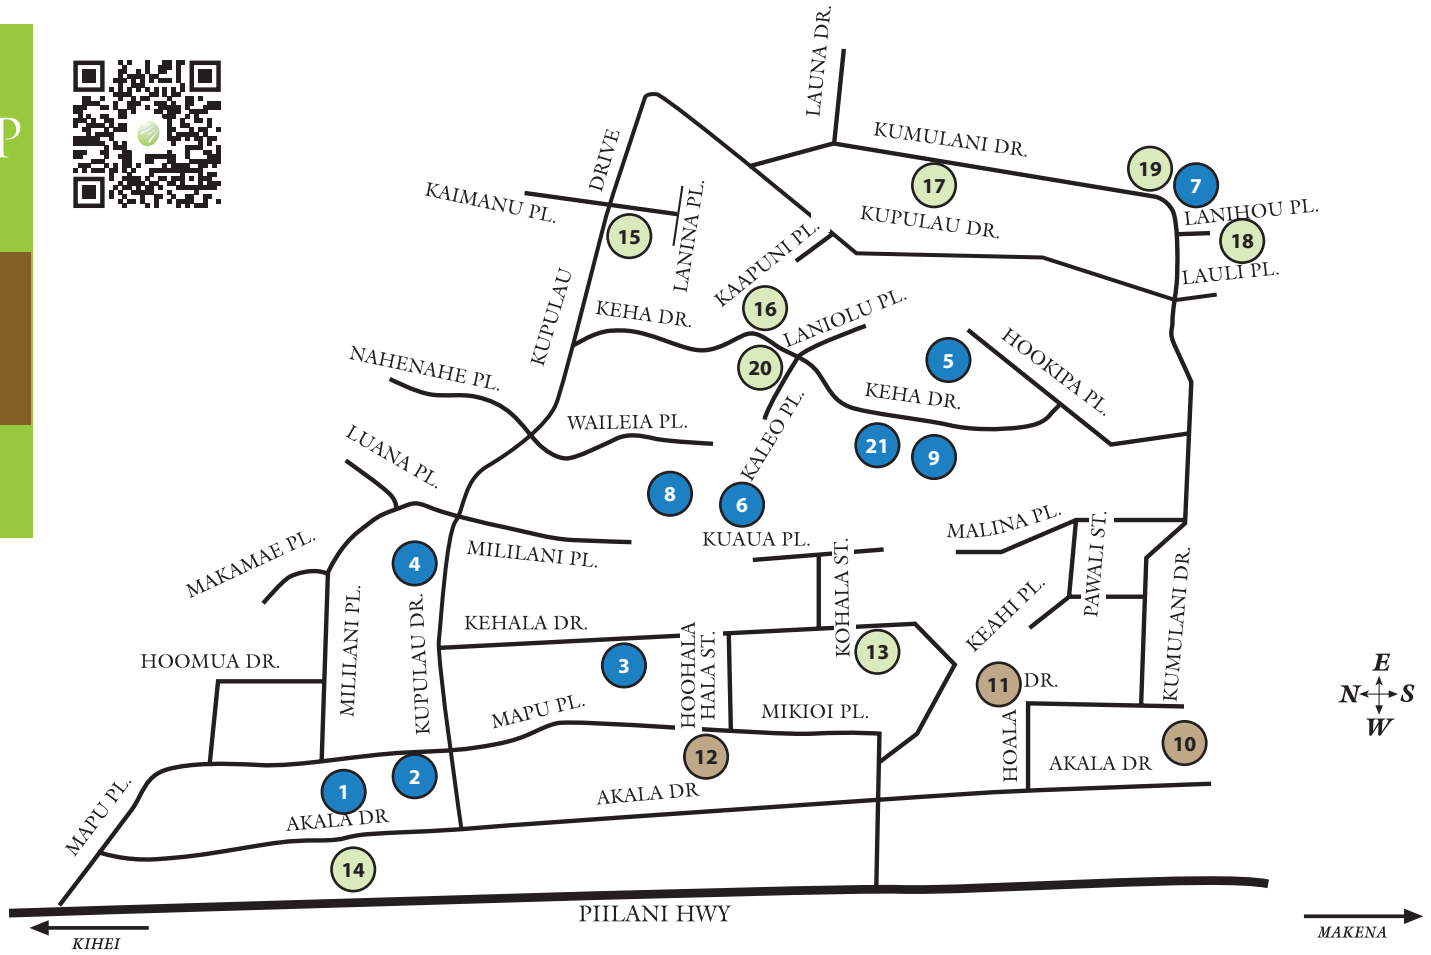 P
LAUNA DR.
KUMULANI DR.
DRIVE
19
7
17
KAIMANU PL.
LANINA PL.
KUPULAU DR.
LANIHOU PL.
15
18
KAAPUNI PL.
LAULI PL.
KUPULAU
KEHA DR.
16
LANIOLU PL.
NAHENAHE PL.
20
5
HOOKIPA PL.
KEHA DR.
WAILEIA PL.
KALEO PL.
LUANA PL.
21
9
8
6
MALINA PL.
KUAUA PL.
MAKAMAE PL.
4
MILILANI PL.
KOHALA ST.
PAWALI ST.
KEAHI PL.
KUMULANI DR.
MILILANI PL.
KUPULAU DR.
KEHALA DR.
HOOHALA
HALA ST.
HOOMUA DR.
3
13
11
DR.
MAPU PL.
MIKIOI PL.
HOALA
12
10
AKALA DR
MAPU PL.
1
2
AKALA DR
AKALA DR
14
PIILANI HWY
E
N
S
W
KIHEI
MAKENA